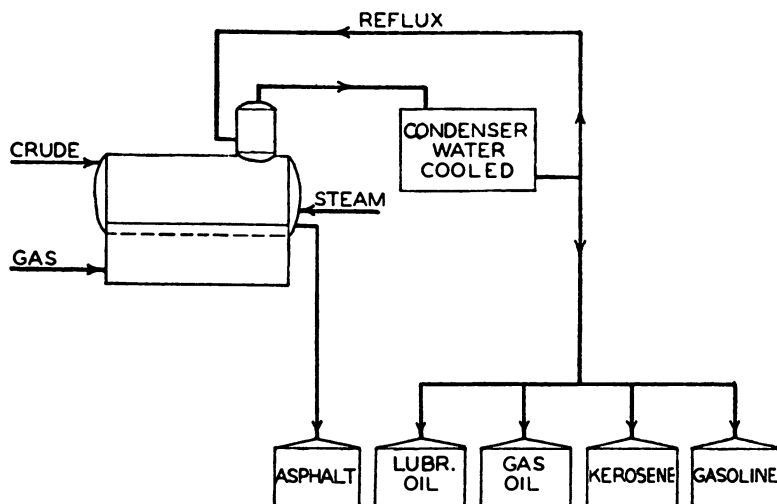 REFLUX
CONDENSER
WATER
COOLED
CRUDE
STEAM
GAS
ASPHALT
LUBR.
OIL
GAS
OIL
KEROSENE
GASOLINE